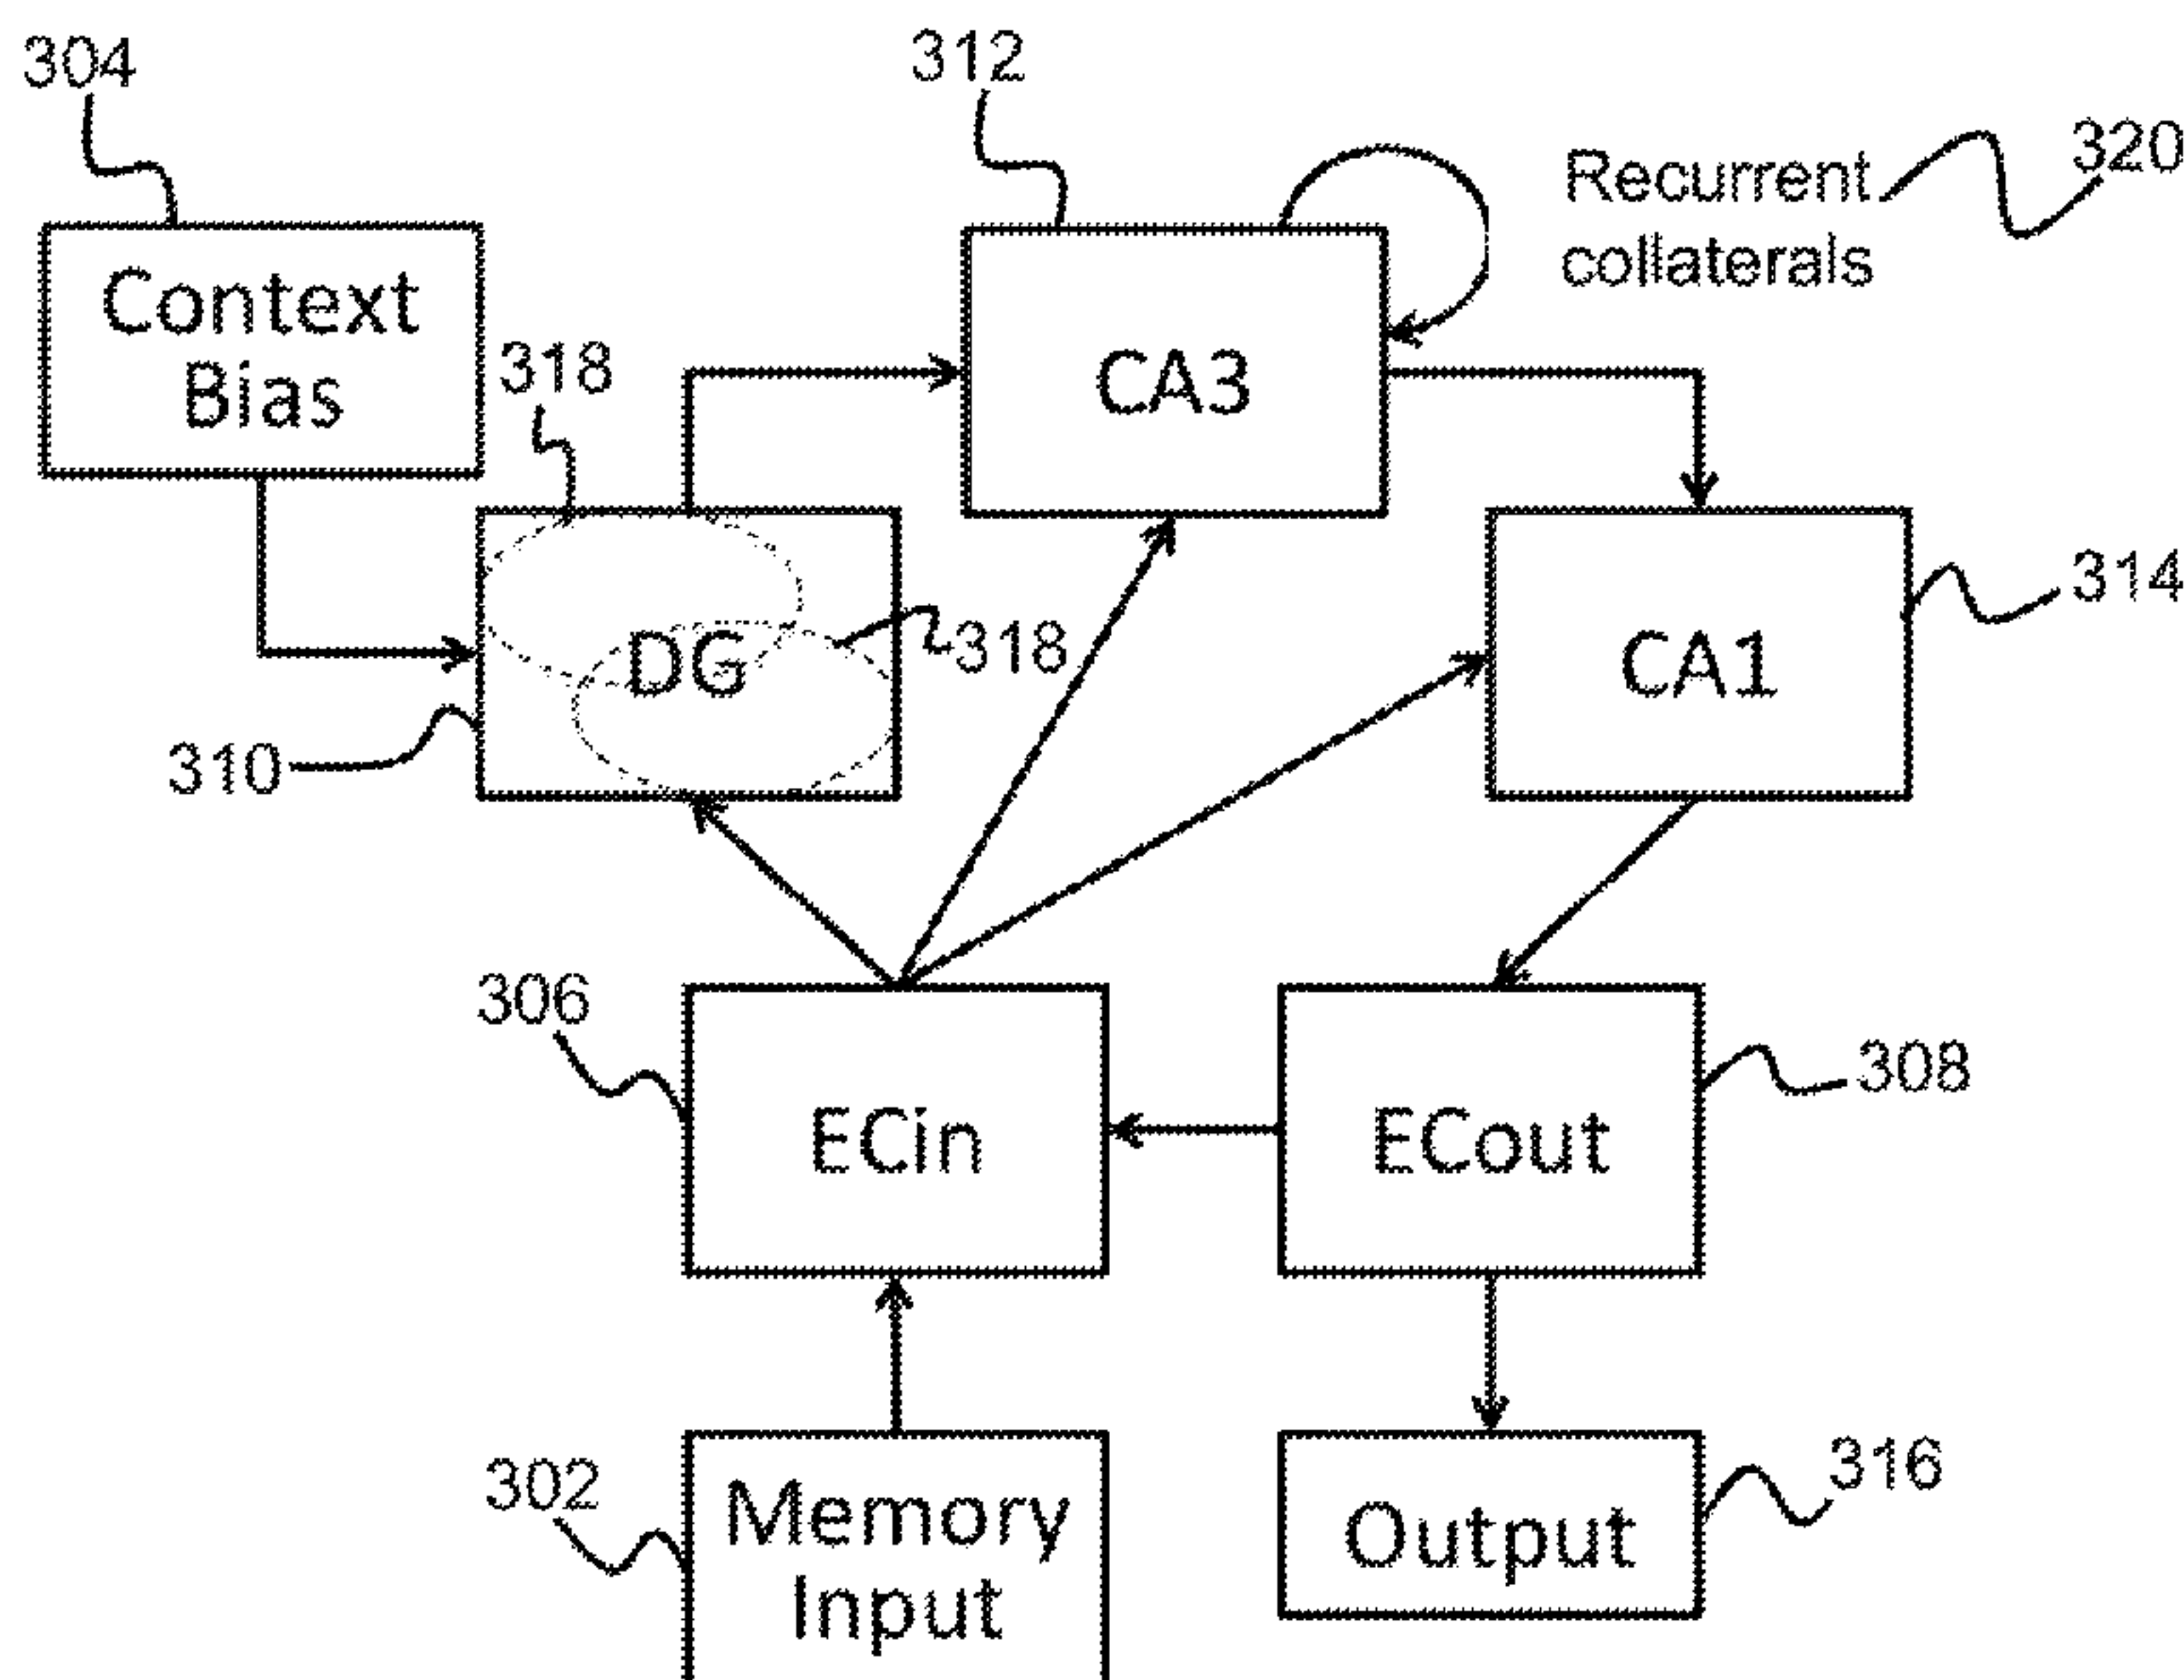 304
312
320
Recurrent
collaterals
Context
Bias
318
CA3
314
DG
318
CA1
310
306
308
ECin
ECout
302
316
Memory
Input
Output